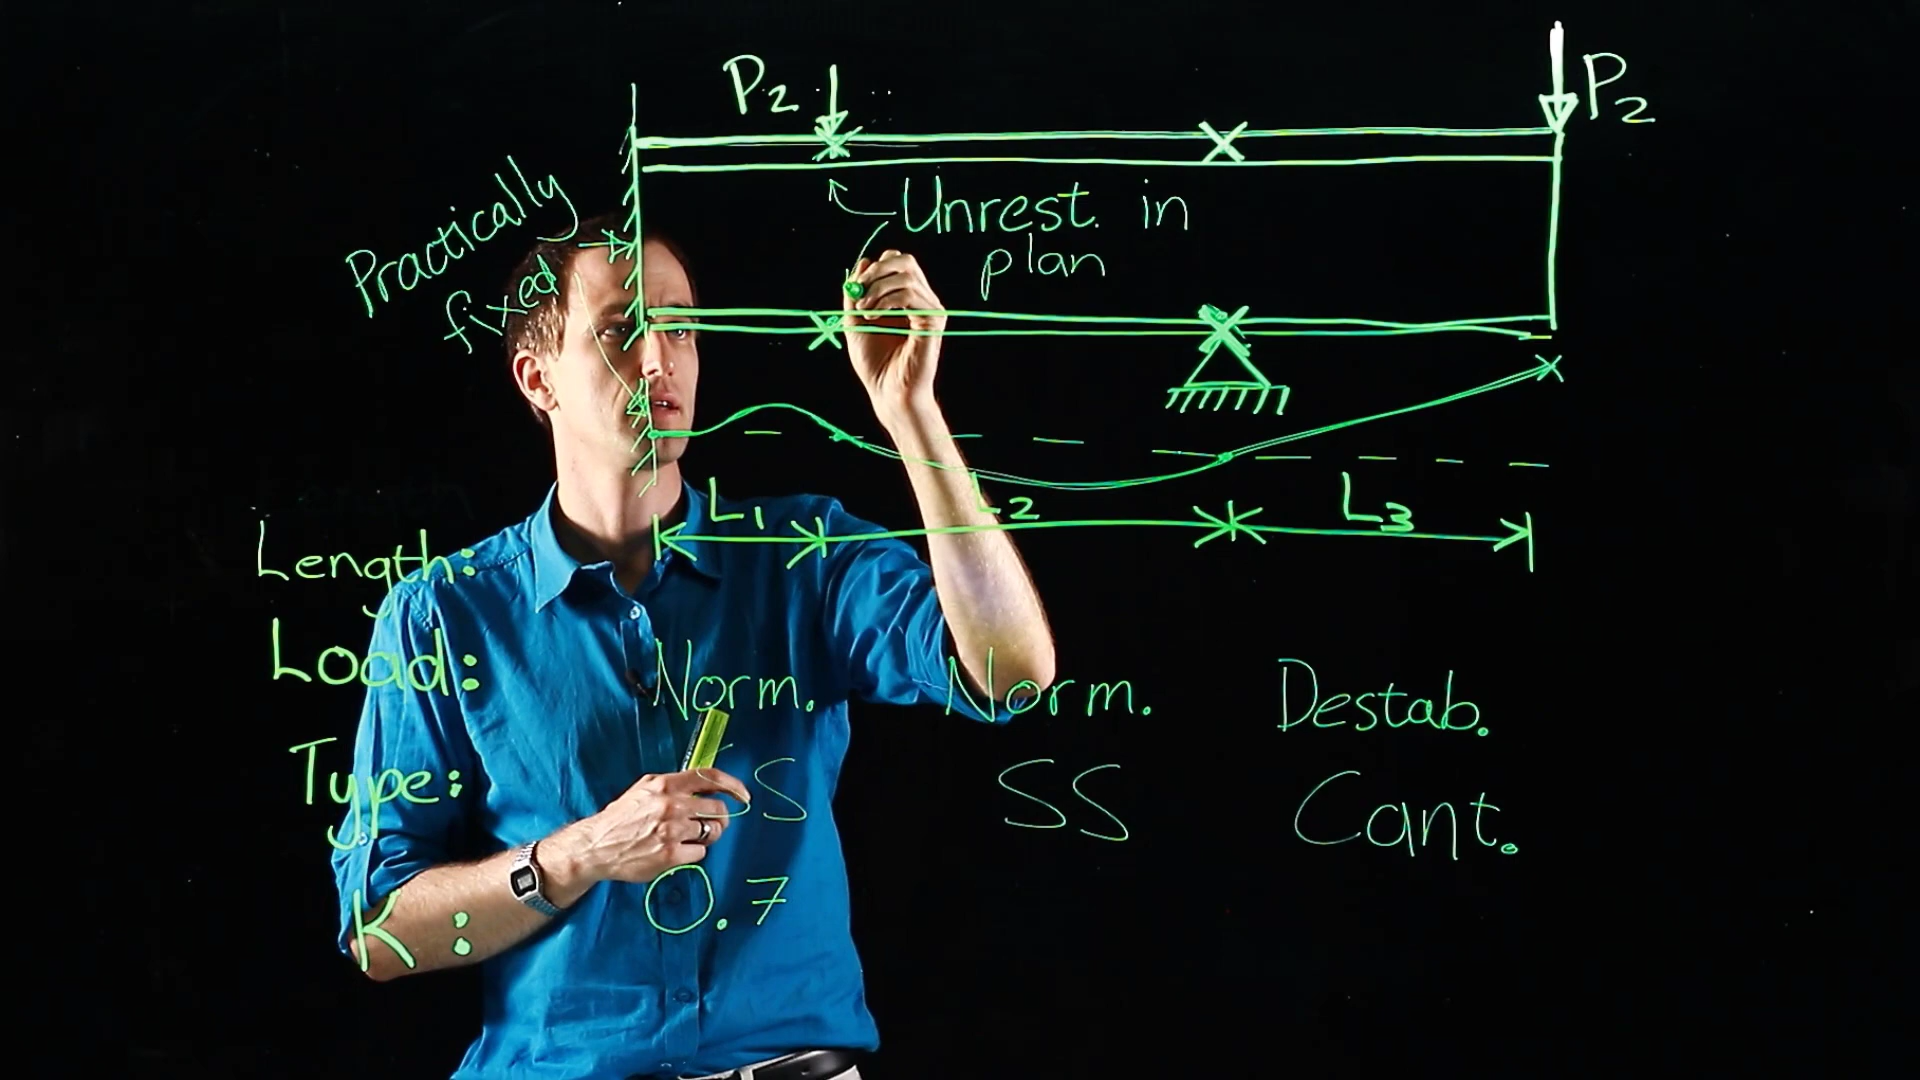 P2
P2
Practically
fixed
Unrest. in
plan
L1
L2
L3
Length:
Load: Norm. Norm. Destab.
Type: SS SS Cant.
K: 0.7